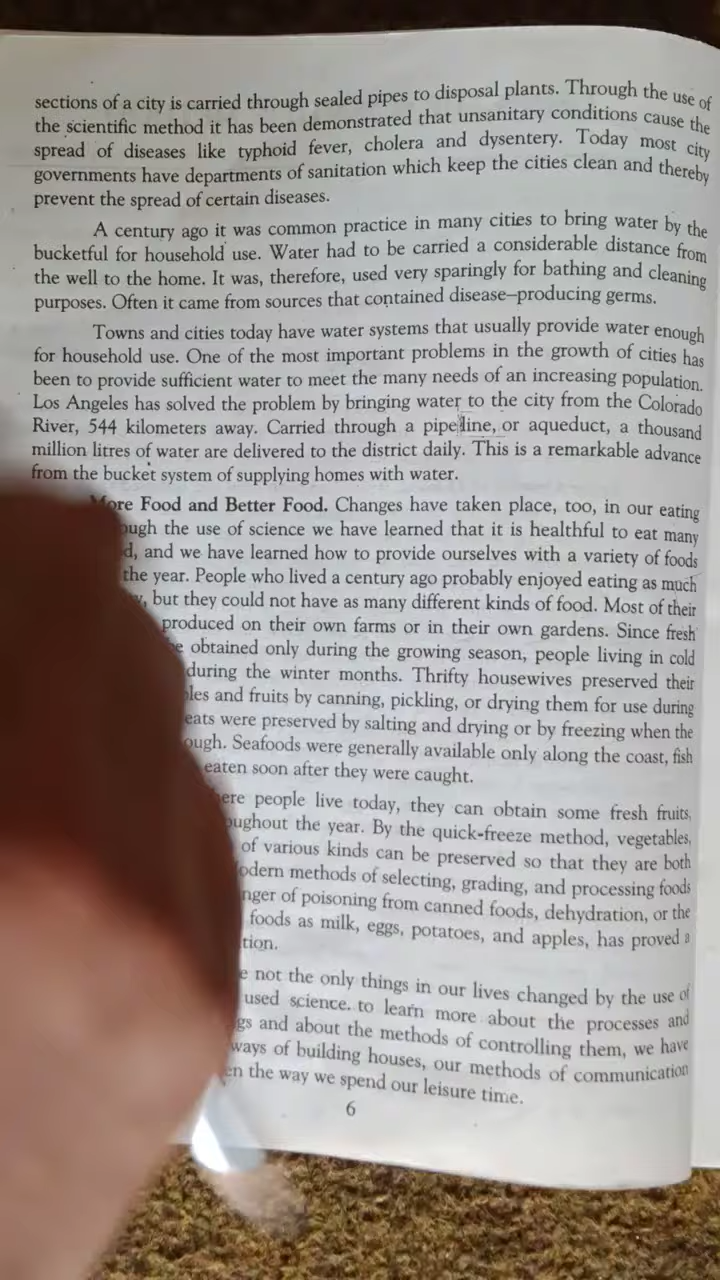 sections of a city is carried through sealed pipes to disposal plants. Through the use of
the scientific method it has been demonstrated that unsanitary conditions cause the
spread of diseases like typhoid fever, cholera and dysentery. Today most city
governments have departments of sanitation which keep the cities clean and thereby
prevent the spread of certain diseases.
A century ago it was common practice in many cities to bring water by the
bucketful for household use. Water had to be carried a considerable distance from
the well to the home. It was, therefore, used very sparingly for bathing and cleaning
purposes. Often it came from sources that contained disease–producing germs.
Towns and cities today have water systems that usually provide water enough
for household use. One of the most important problems in the growth of cities has
been to provide sufficient water to meet the many needs of an increasing population.
Los Angeles has solved the problem by bringing water to the city from the Colorado
River, 544 kilometers away. Carried through a pipeline, or aqueduct, a thousand
million litres of water are delivered to the district daily. This is a remarkable advance
from the bucket system of supplying homes with water.
More Food and Better Food. Changes have taken place, too, in our eating
the use of science we have learned that it is healthful to eat many
and we have learned how to provide ourselves with a variety of foods
the year. People who lived a century ago probably enjoyed eating as much
but they could not have as many different kinds of food. Most of their
produced on their own farms or in their own gardens. Since fresh
obtained only during the growing season, people living in cold
during the winter months. Thrifty housewives preserved their
and fruits by canning, pickling, or drying them for use during
were preserved by salting and drying or by freezing when the
Seafoods were generally available only along the coast, fish
eaten soon after they were caught.
people live today, they can obtain some fresh fruits,
the year. By the quick-freeze method, vegetables,
of various kinds can be preserved so that they are both
methods of selecting, grading, and processing foods
of poisoning from canned foods, dehydration, or the
foods as milk, eggs, potatoes, and apples, has proved a
not the only things in our lives changed by the use of
used science. to learn more about the processes and
and about the methods of controlling them, we have
ways of building houses, our methods of communication
the way we spend our leisure time.
6